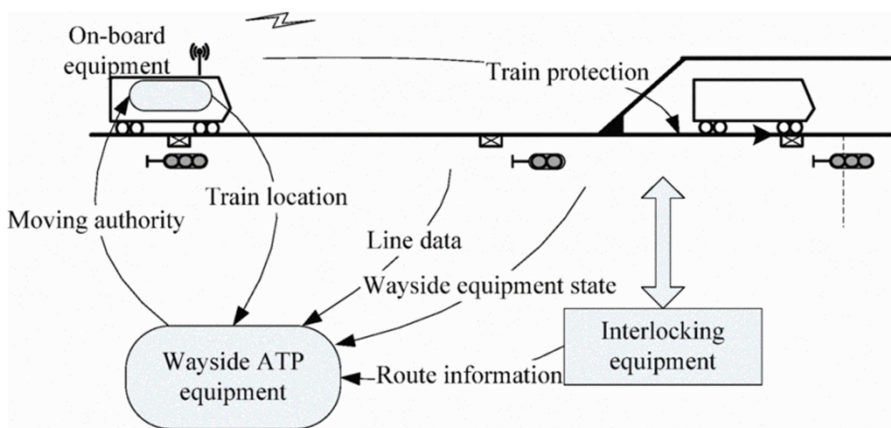 On-board
equipment
Train protection
Train location
Moving authority
Line data
Wayside equipment state
Interlocking
equipment
Wayside ATP
equipment
Route information